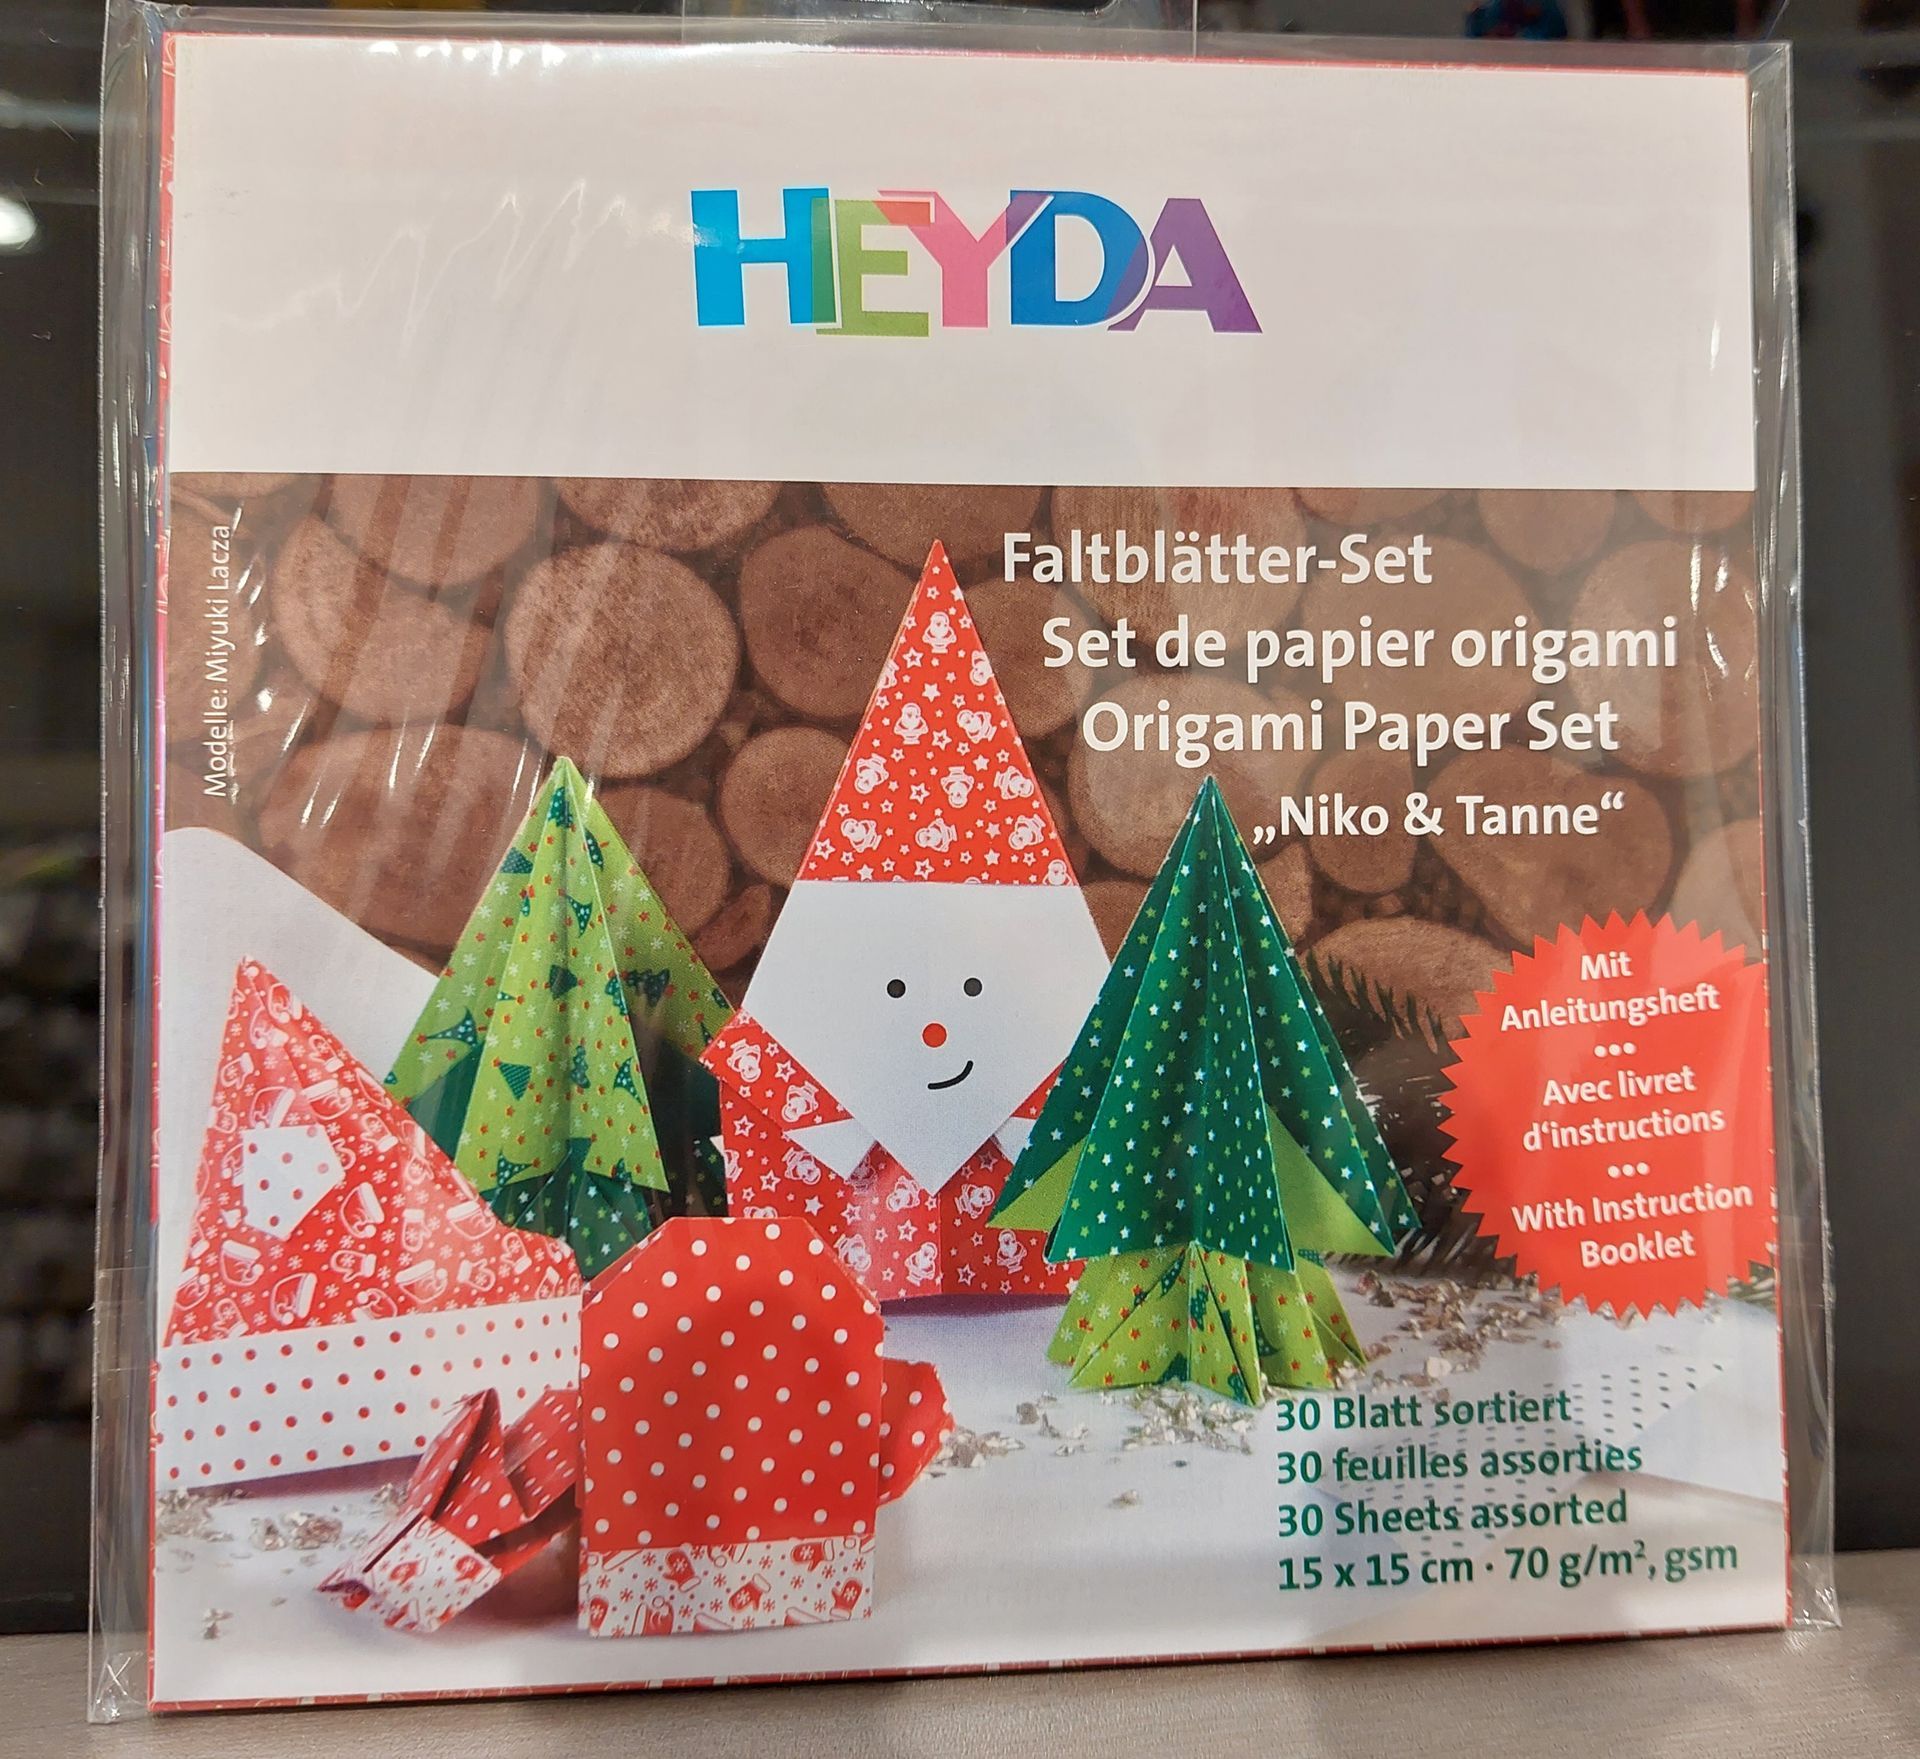 HEYDA
Modelle: Miyuki Lacza
Faltblätter-Set
Set de papier origami
Origami Paper Set
„Niko & Tanne“
Mit
Anleitungsheft
•••
Avec livret
d‘instructions
•••
With Instruction
Booklet
30 Blatt sortiert
30 feuilles assorties
30 Sheets assorted
15 x 15 cm · 70 g/m², gsm